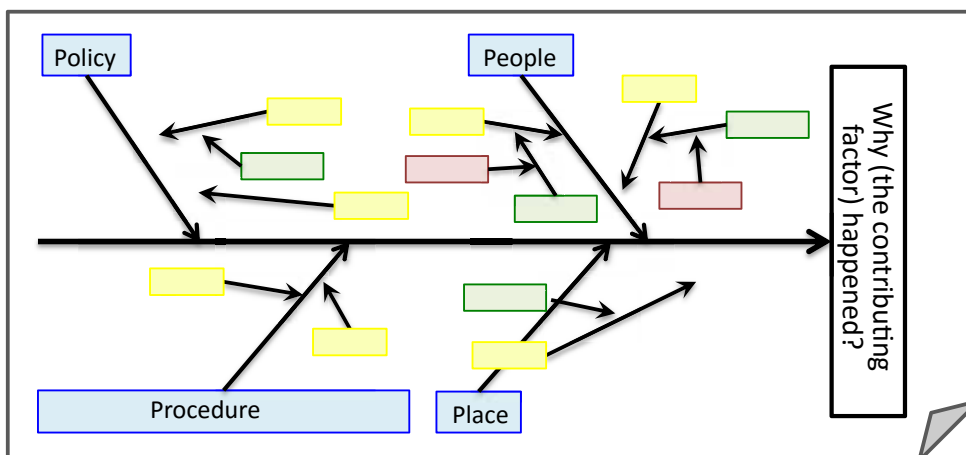 Policy
People
Why (the contributing
factor) happened?
Procedure
Place